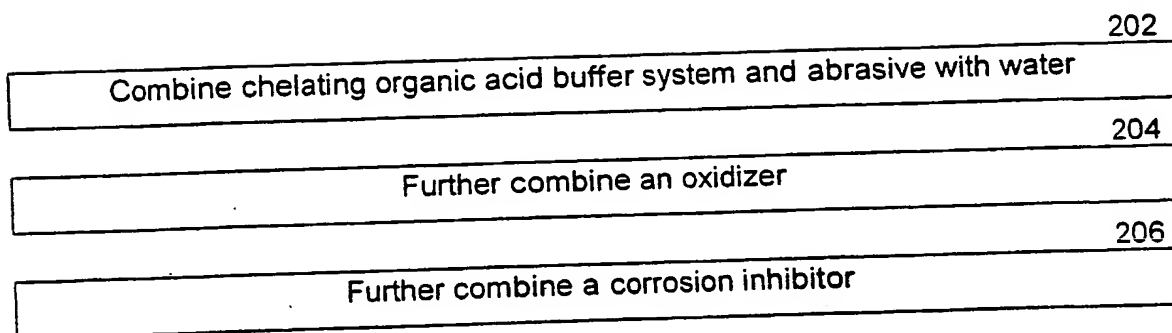 202
Combine chelating organic acid buffer system and abrasive with water
204
Further combine an oxidizer
206
Further combine a corrosion inhibitor